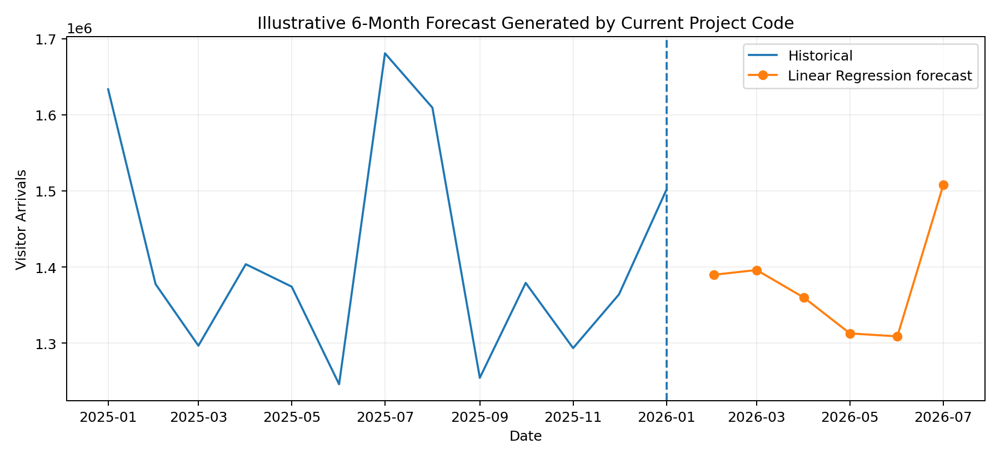 Illustrative 6-Month Forecast Generated by Current Project Code
1e6
1.7
1.6
1.5
1.4
1.3
Visitor Arrivals
Historical
Linear Regression forecast
2025-01 2025-03 2025-05 2025-07 2025-09 2025-11 2026-01 2026-03 2026-05 2026-07
Date